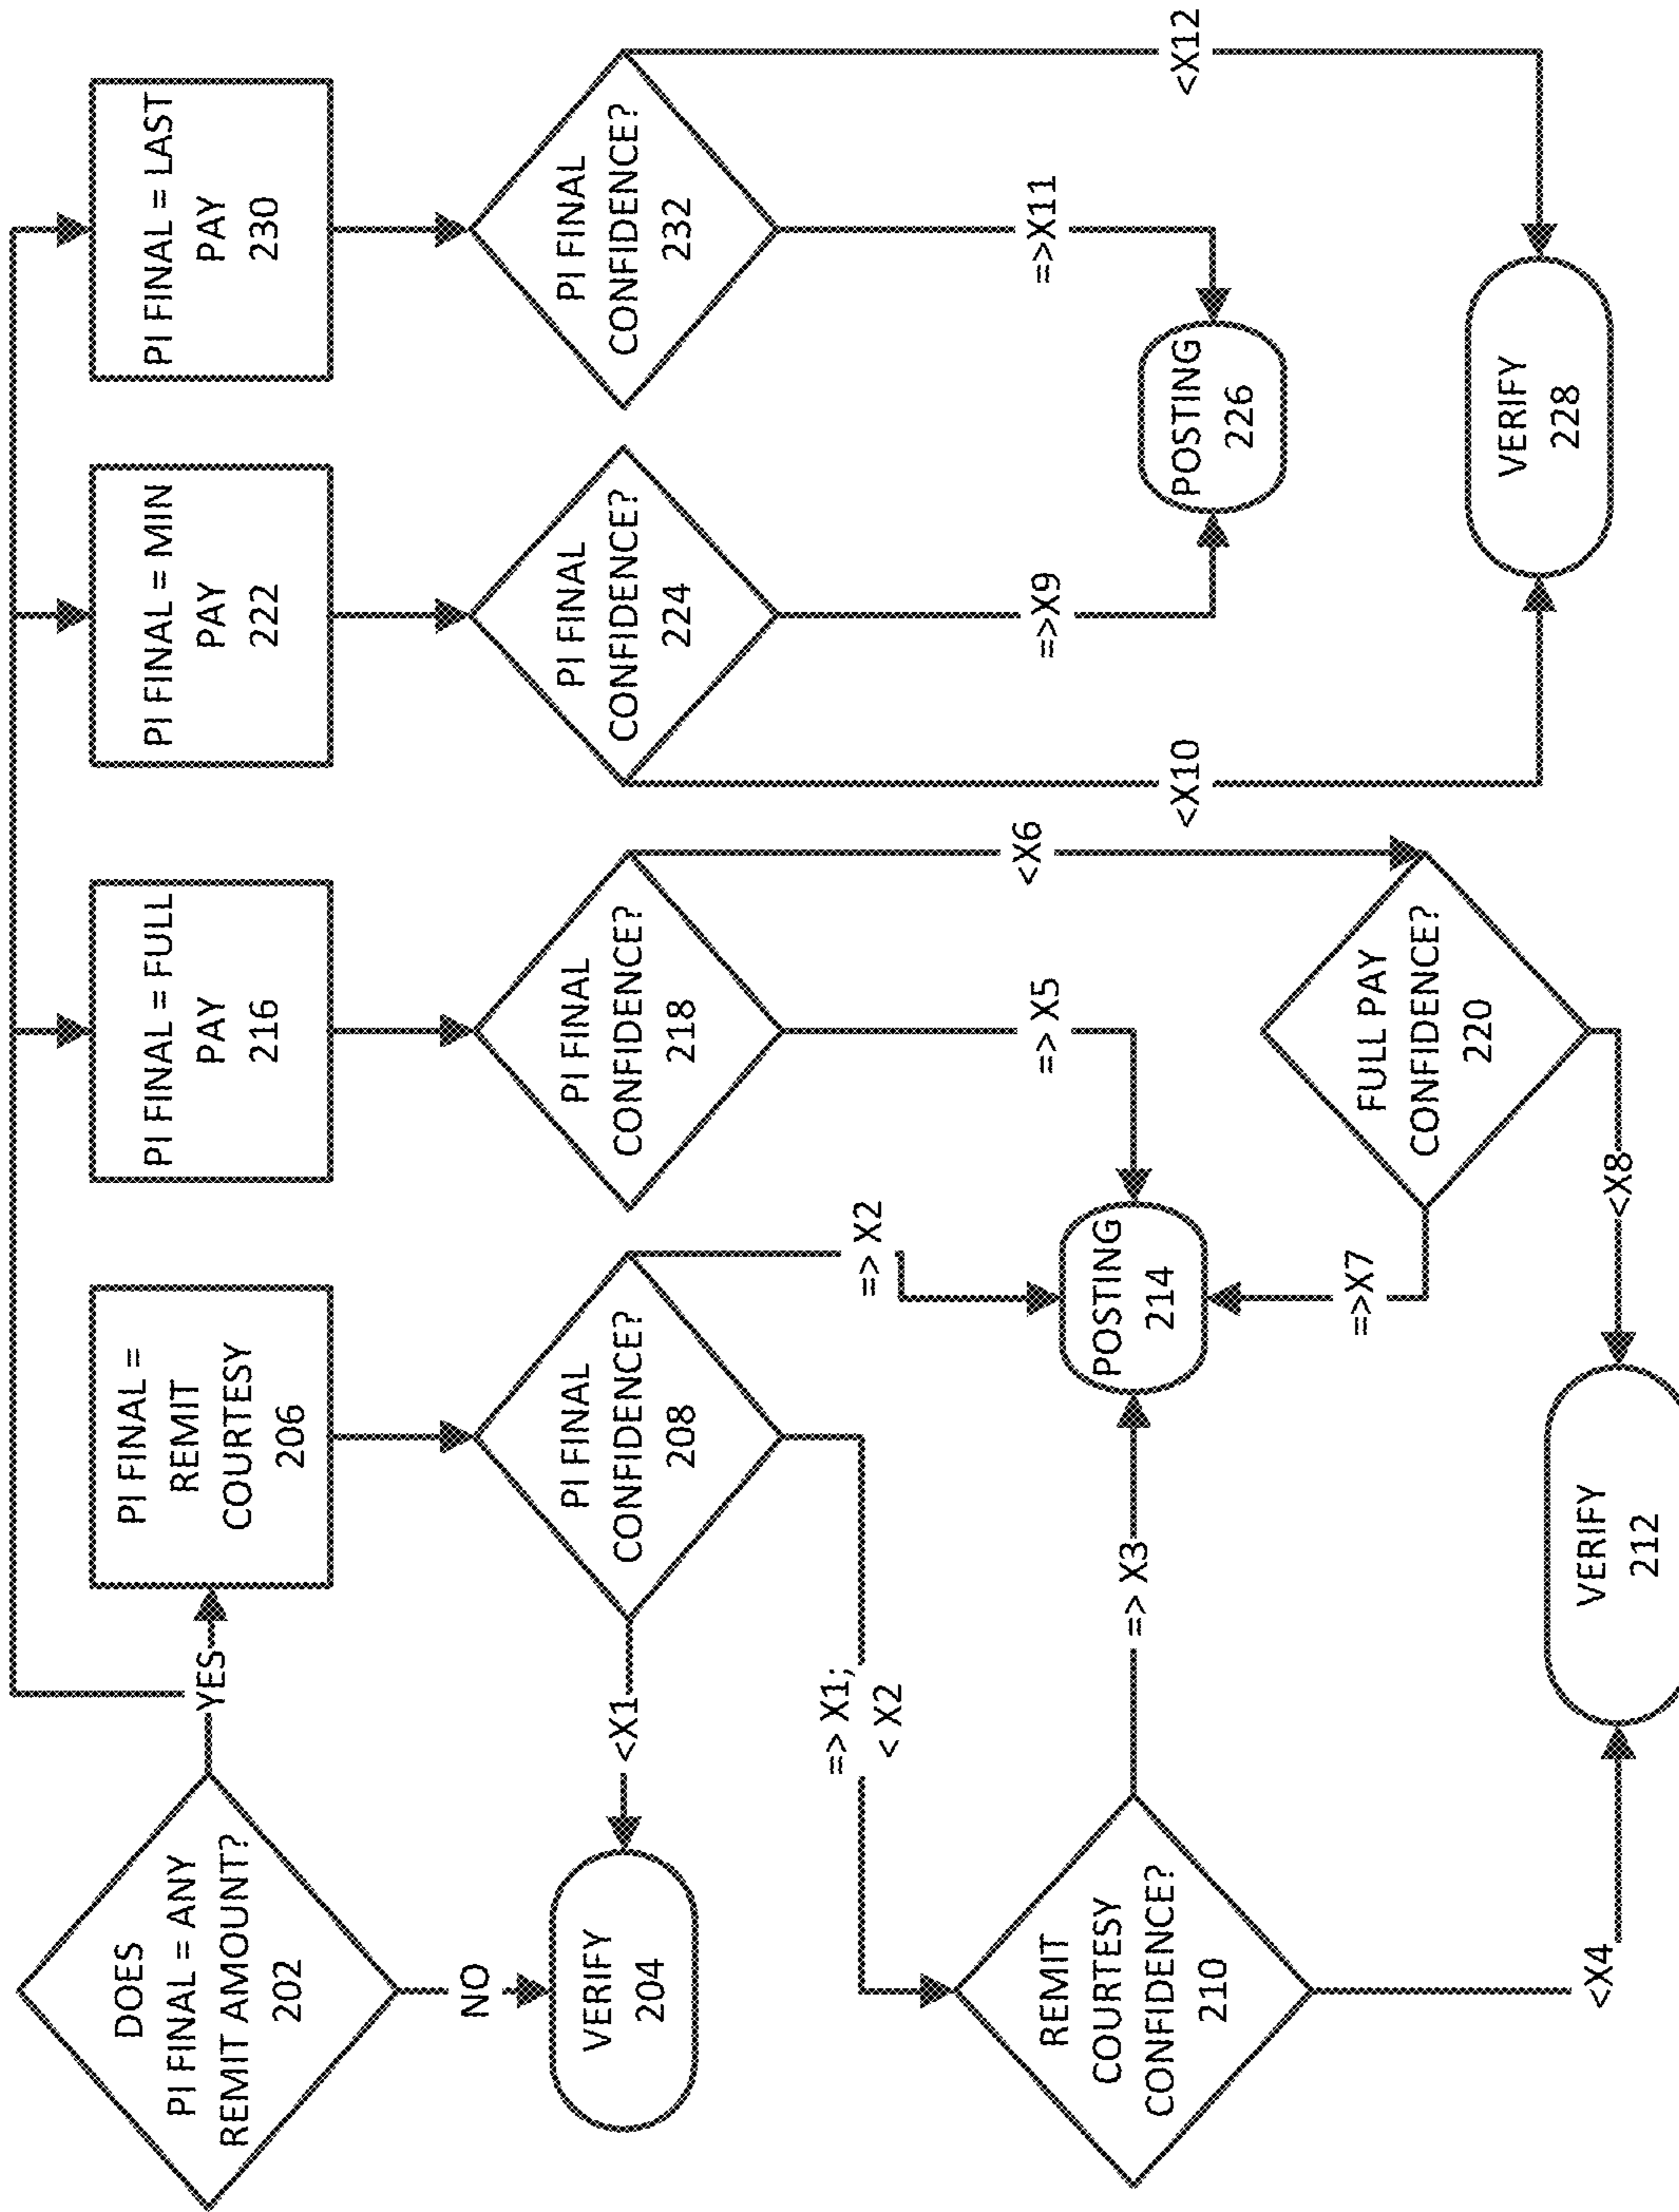 DOES
PI FINAL = ANY
REMIT AMOUNT?
202
YES
NO
VERIFY
204
PI FINAL =
REMIT
COURTESY
206
PI FINAL = FULL
PAY
216
PI FINAL = MIN
PAY
222
PI FINAL = LAST
PAY
230
PI FINAL
CONFIDENCE?
208
PI FINAL
CONFIDENCE?
218
PI FINAL
CONFIDENCE?
224
PI FINAL
CONFIDENCE?
232
<X1
=> X1;
< X2
=> X2
=> X5
<X6
=>X9
<X10
=>X11
<X12
REMIT
COURTESY
CONFIDENCE?
210
=> X3
POSTING
214
POSTING
226
=>X7
FULL PAY
CONFIDENCE?
220
<X4
VERIFY
212
<X8
VERIFY
228